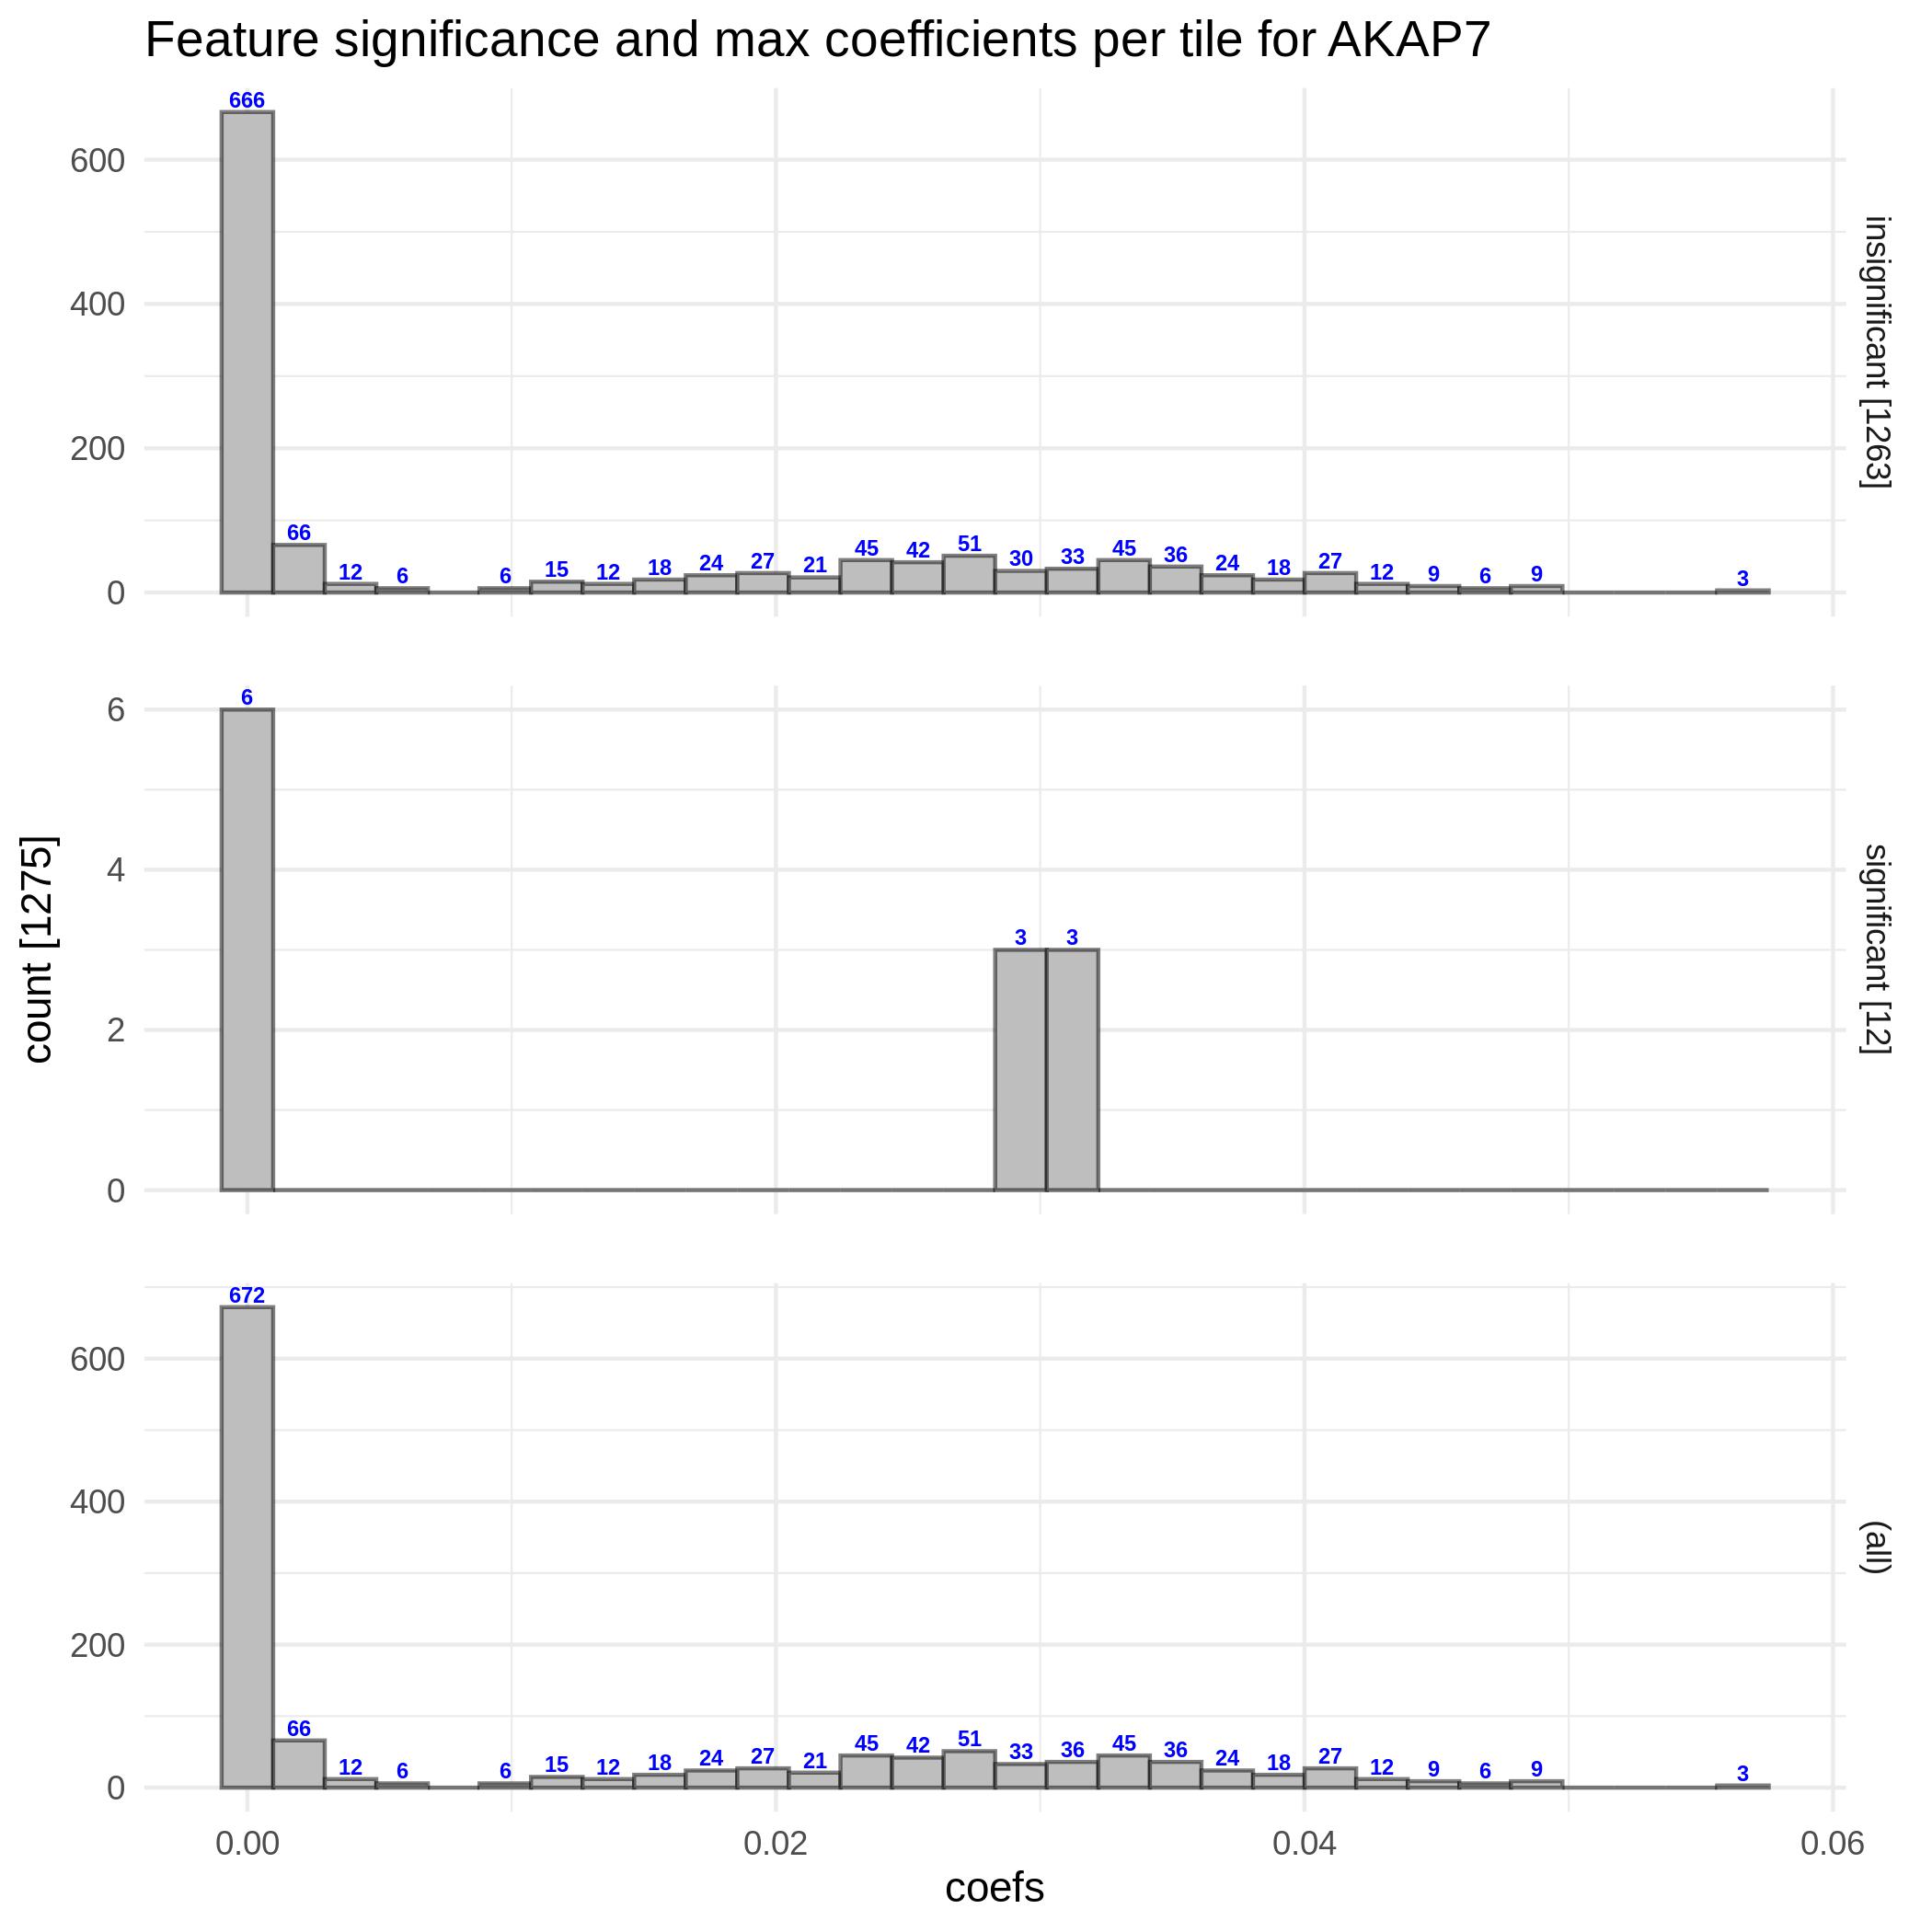 Feature significance and max coefficients per tile for AKAP7
666
600
400
200
0
66 12 6 6 15 12 18 24 27 21 45 42 51 30 33 45 36 24 18 27 12 9 6 9 3
insignificant [1263]
6
6
4
2
0
3 3
significant [12]
count [1275]
672
600
400
200
0
66 12 6 6 15 12 18 24 27 21 45 42 51 33 36 45 36 24 18 27 12 9 6 9 3
(all)
0.00 0.02 0.04 0.06
coefs